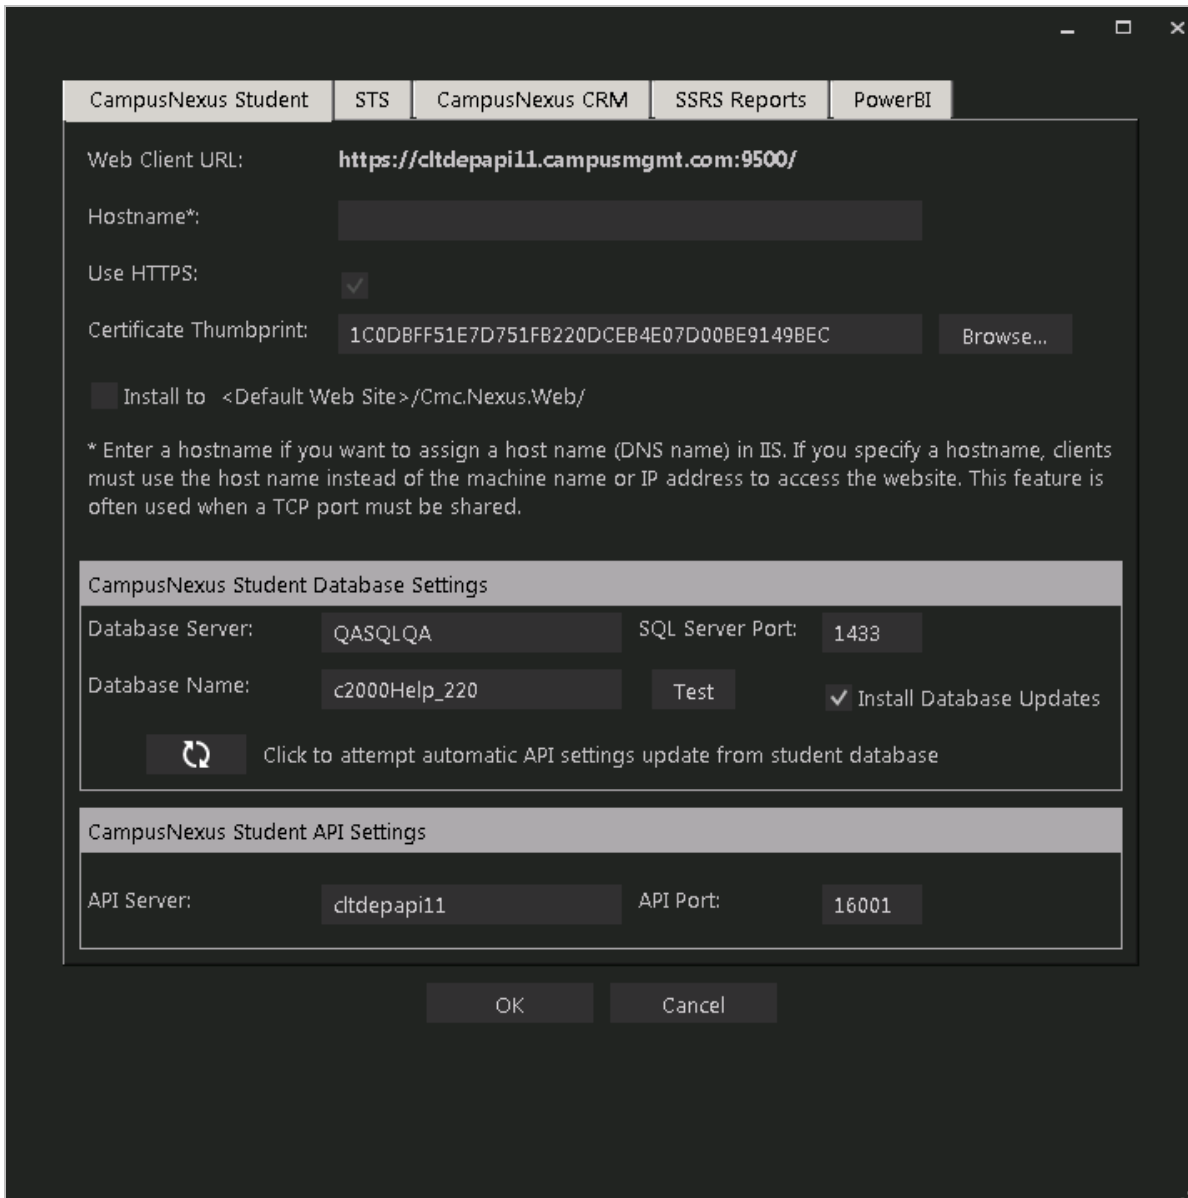 CampusNexus Student STS CampusNexus CRM SSRS Reports PowerBI
Web Client URL: https://cltdepapi11.campusmgmt.com:9500/
Hostname*:
Use HTTPS:
Certificate Thumbprint: 1C0DBFF51E7D751FB220DCEB4E07D00BE9149BEC Browse...
Install to <Default Web Site>/Cmc.Nexus.Web/
* Enter a hostname if you want to assign a host name (DNS name) in IIS. If you specify a hostname, clients
must use the host name instead of the machine name or IP address to access the website. This feature is
often used when a TCP port must be shared.
CampusNexus Student Database Settings
Database Server: QASQLQA SQL Server Port: 1433
Database Name: c2000Help_220 Test Install Database Updates
Click to attempt automatic API settings update from student database
CampusNexus Student API Settings
API Server: cltdepapi11 API Port: 16001
OK Cancel